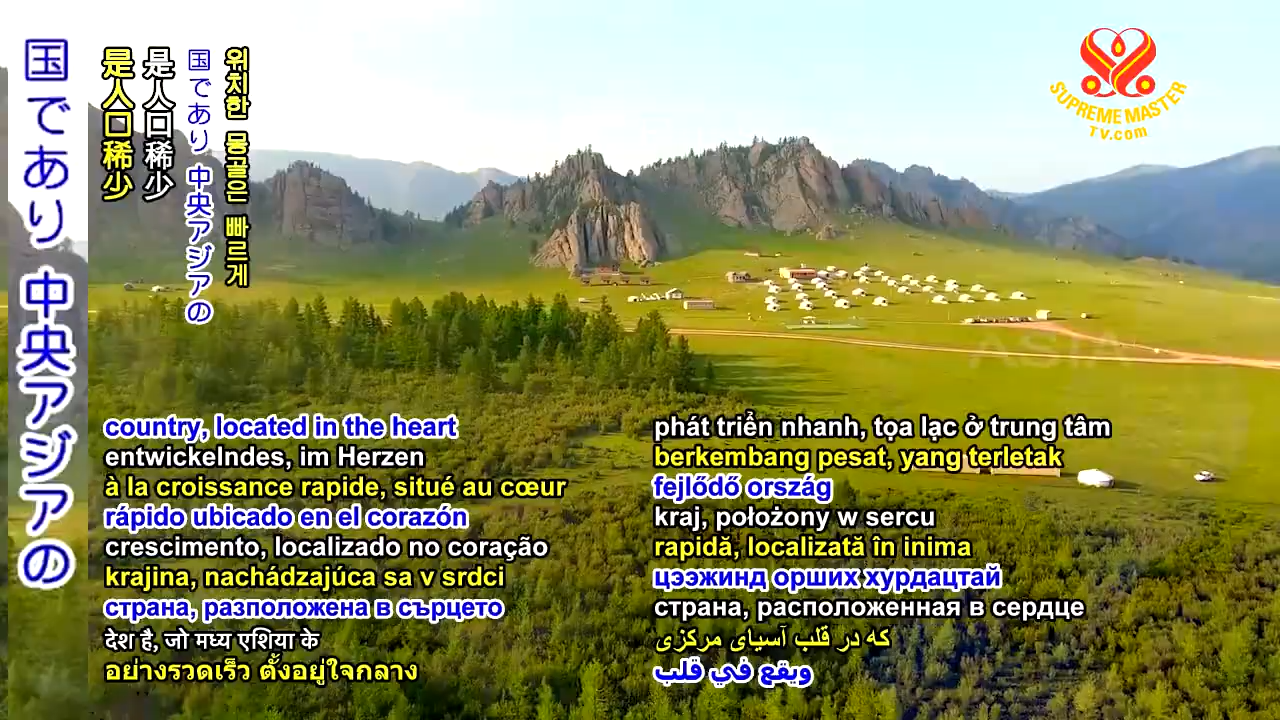 国であり 中央アジアの
是人口稀少
是人口稀少
国であり 中央アジアの
위치한 몽골은 빠르게
SUPREME MASTER
TV.com
ASIA
country, located in the heart
entwickelndes, im Herzen
à la croissance rapide, situé au cœur
rápido ubicado en el corazón
crescimento, localizado no coração
krajina, nachádzajúca sa v srdci
страна, разположена в сърцето
देश है, जो मध्य एशिया के
อย่างรวดเร็ว ตั้งอยู่ใจกลาง
phát triển nhanh, tọa lạc ở trung tâm
berkembang pesat, yang terletak
fejlődő ország
kraj, położony w sercu
rapidă, localizată în inima
цээжинд орших хурдацтай
страна, расположенная в сердце
که در قلب آسیای مرکزی
ويقع في قلب